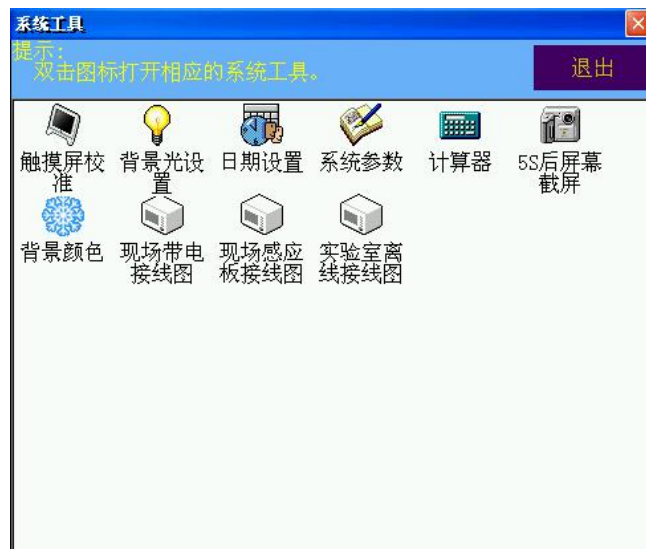 系统工具
提示:
双击图标打开相应的系统工具。
退出
触摸屏校
准
背景光设
置
日期设置
系统参数
计算器
5S后屏幕
截屏
背景颜色
现场带电
接线图
现场感应
板接线图
实验室离
线接线图